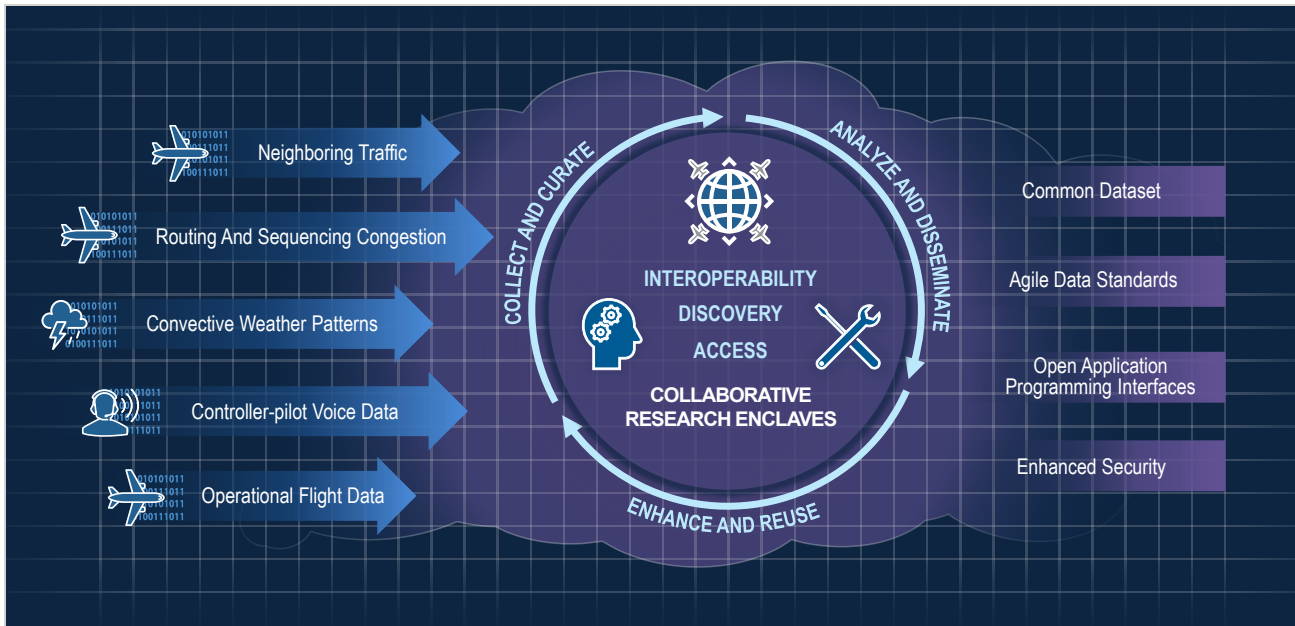 Neighboring Traffic
Routing And Sequencing Congestion
Convective Weather Patterns
Controller-pilot Voice Data
Operational Flight Data
COLLECT AND CURATE
ANALYZE AND DISSEMINATE
ENHANCE AND REUSE
INTEROPERABILITY
DISCOVERY
ACCESS
COLLABORATIVE
RESEARCH ENCLAVES
Common Dataset
Agile Data Standards
Open Application
Programming Interfaces
Enhanced Security